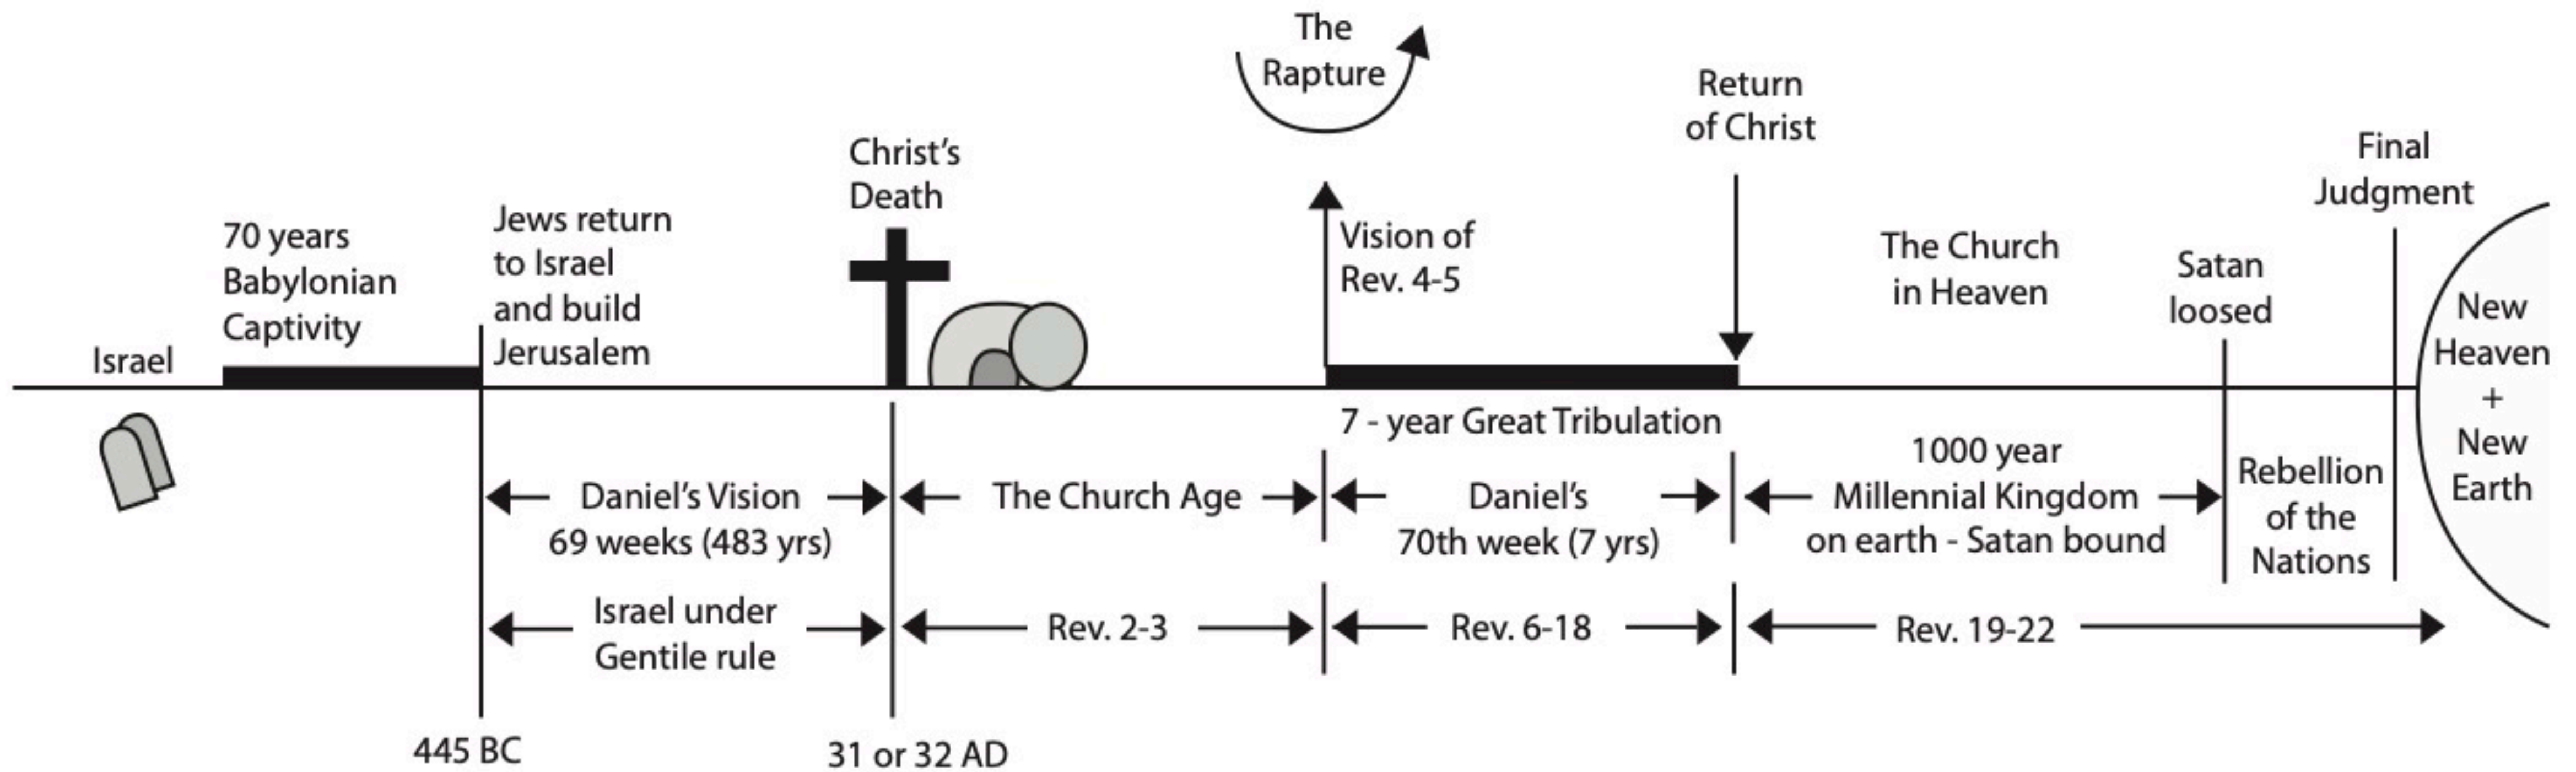 The
Rapture
Return
of Christ
Final
Judgment
Christ's
Death
Jews return
to Israel
and build
Jerusalem
70 years
Babylonian
Captivity
Israel
Vision of
Rev. 4-5
The Church
in Heaven
Satan
loosed
New
Heaven
+
New
Earth
7 - year Great Tribulation
Daniel's Vision
69 weeks (483 yrs)
The Church Age
Daniel's
70th week (7 yrs)
1000 year
Millennial Kingdom
on earth - Satan bound
Rebellion
of the
Nations
Israel under
Gentile rule
Rev. 2-3
Rev. 6-18
Rev. 19-22
445 BC
31 or 32 AD